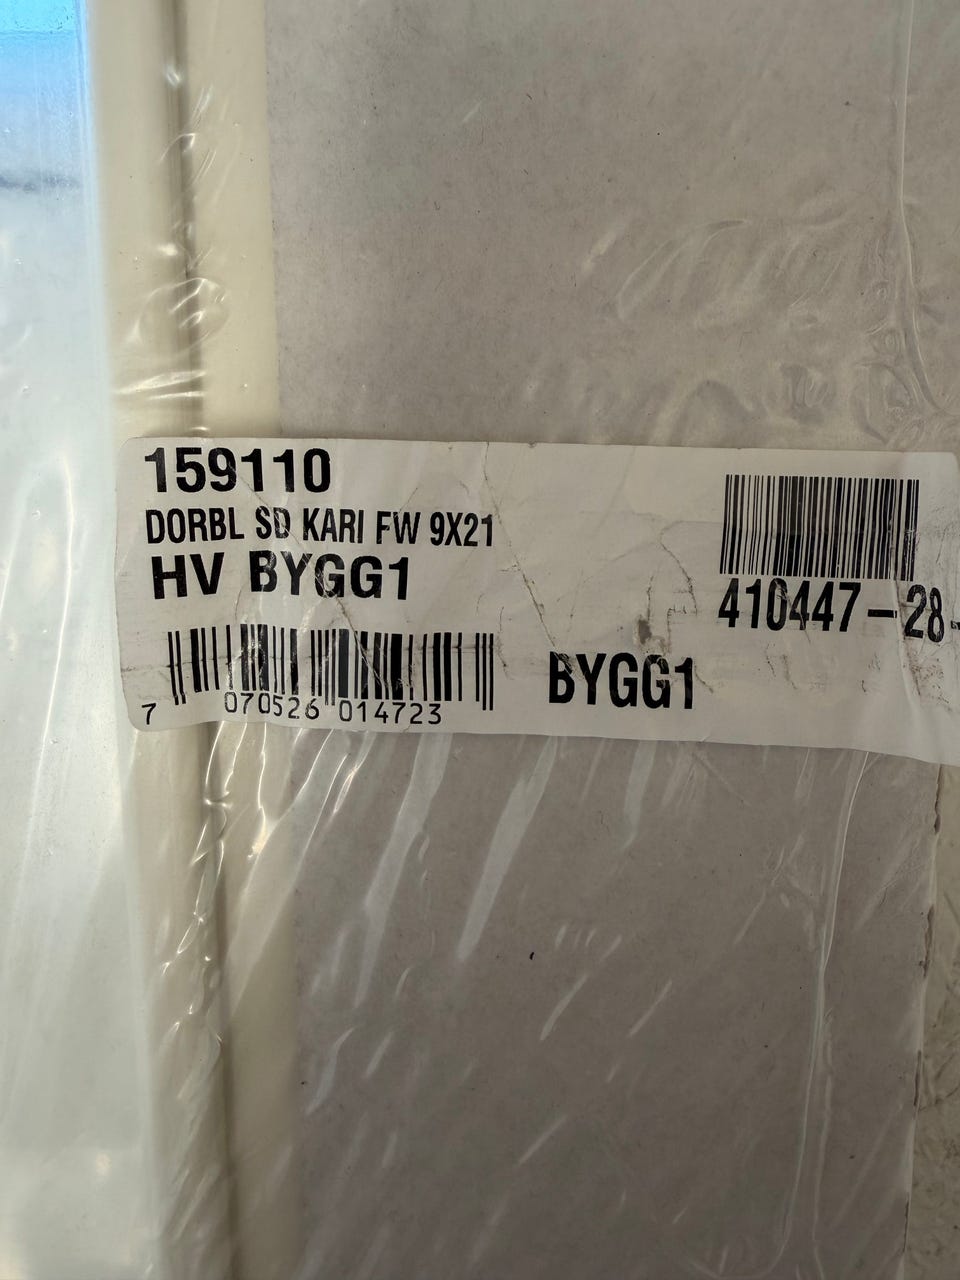 159110
DORBL SD KARI FW 9X21
HV BYGG1
7 070526 014723
BYGG1
410447-28-